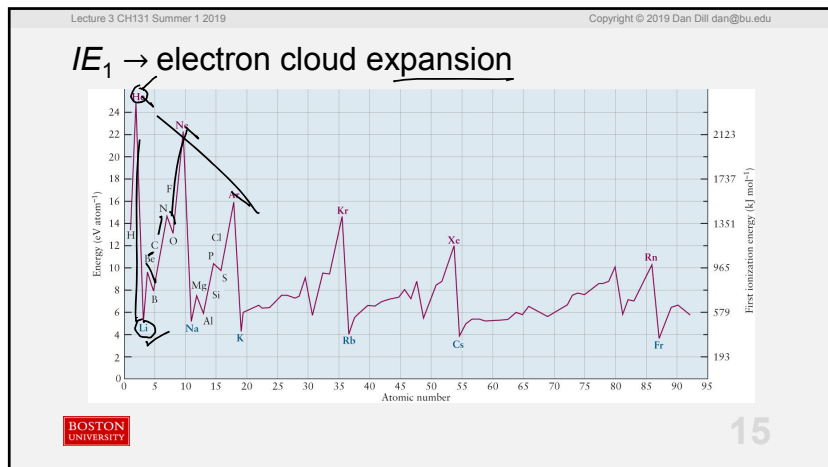 Lecture 3 CH131 Summer 1 2019 Copyright © 2019 Dan Dill dan@bu.edu
IE₁ → electron cloud expansion
Energy (eV atom⁻¹)
24
22
20
18
16
14
12
10
8
6
4
2
0
He
Ne
F
N
H
C
O
Be
B
Li
Ar
Cl
P
S
Mg
Si
Al
Na
K
Kr
Rb
Xe
Cs
Rn
Fr
2123
1737
1351
965
579
193
First ionization energy (kJ mol⁻¹)
0 5 10 15 20 25 30 35 40 45 50 55 60 65 70 75 80 85 90 95
Atomic number
BOSTON
UNIVERSITY
15